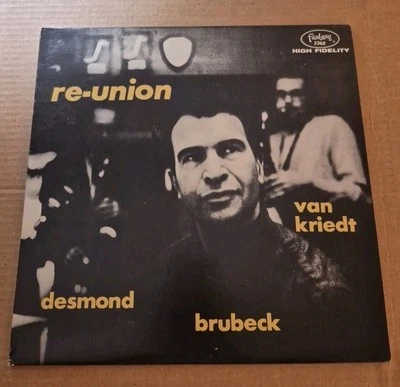 Fantasy
3268
HIGH FIDELITY
re-union
van
kriedt
desmond
brubeck